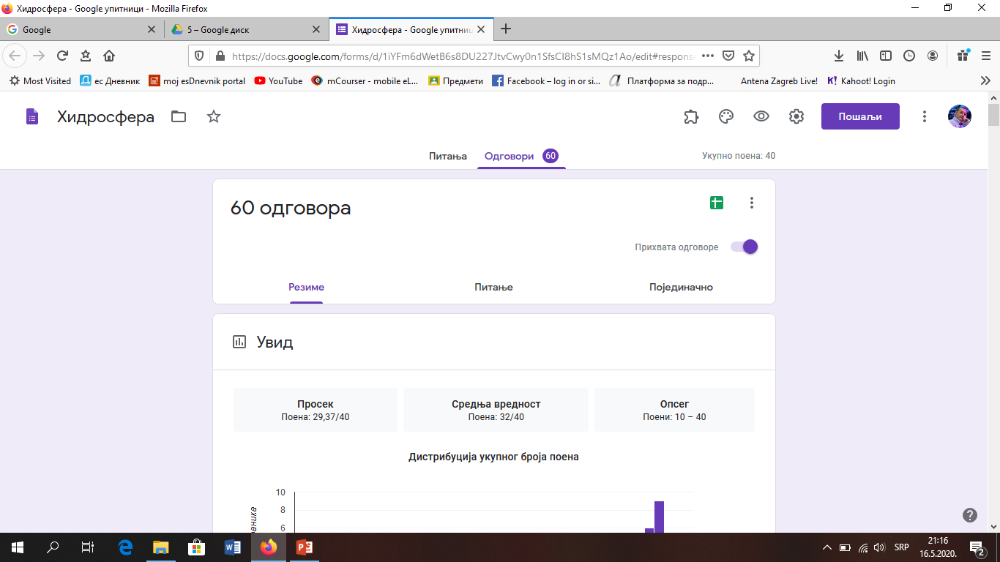 Хидросфера - Google упитници - Mozilla Firefox
Google
5 – Google диск
Хидросфера - Google упитниц
https://docs.google.com/forms/d/1iYFm6dWetB6s8DU227JtvCwy0n1SfsCI8hS1sMQz1Ao/edit#respons
Most Visited
ес Дневник
moj esDnevnik portal
YouTube
mCourser - mobile eL...
Предмети
Facebook – log in or si...
Платформа за подр...
Antena Zagreb Live!
Kahoot! Login
Хидросфера
Пошаљи
Питања
Одговори 60
Укупно поена: 40
60 одговора
Прихвата одговоре
Резиме
Питање
Појединачно
Увид
Просек
Поена: 29,37/40
Средња вредност
Поена: 32/40
Опсег
Поени: 10 – 40
Дистрибуција укупног броја поена
10
8
6
SRP
21:16
16.5.2020.
2